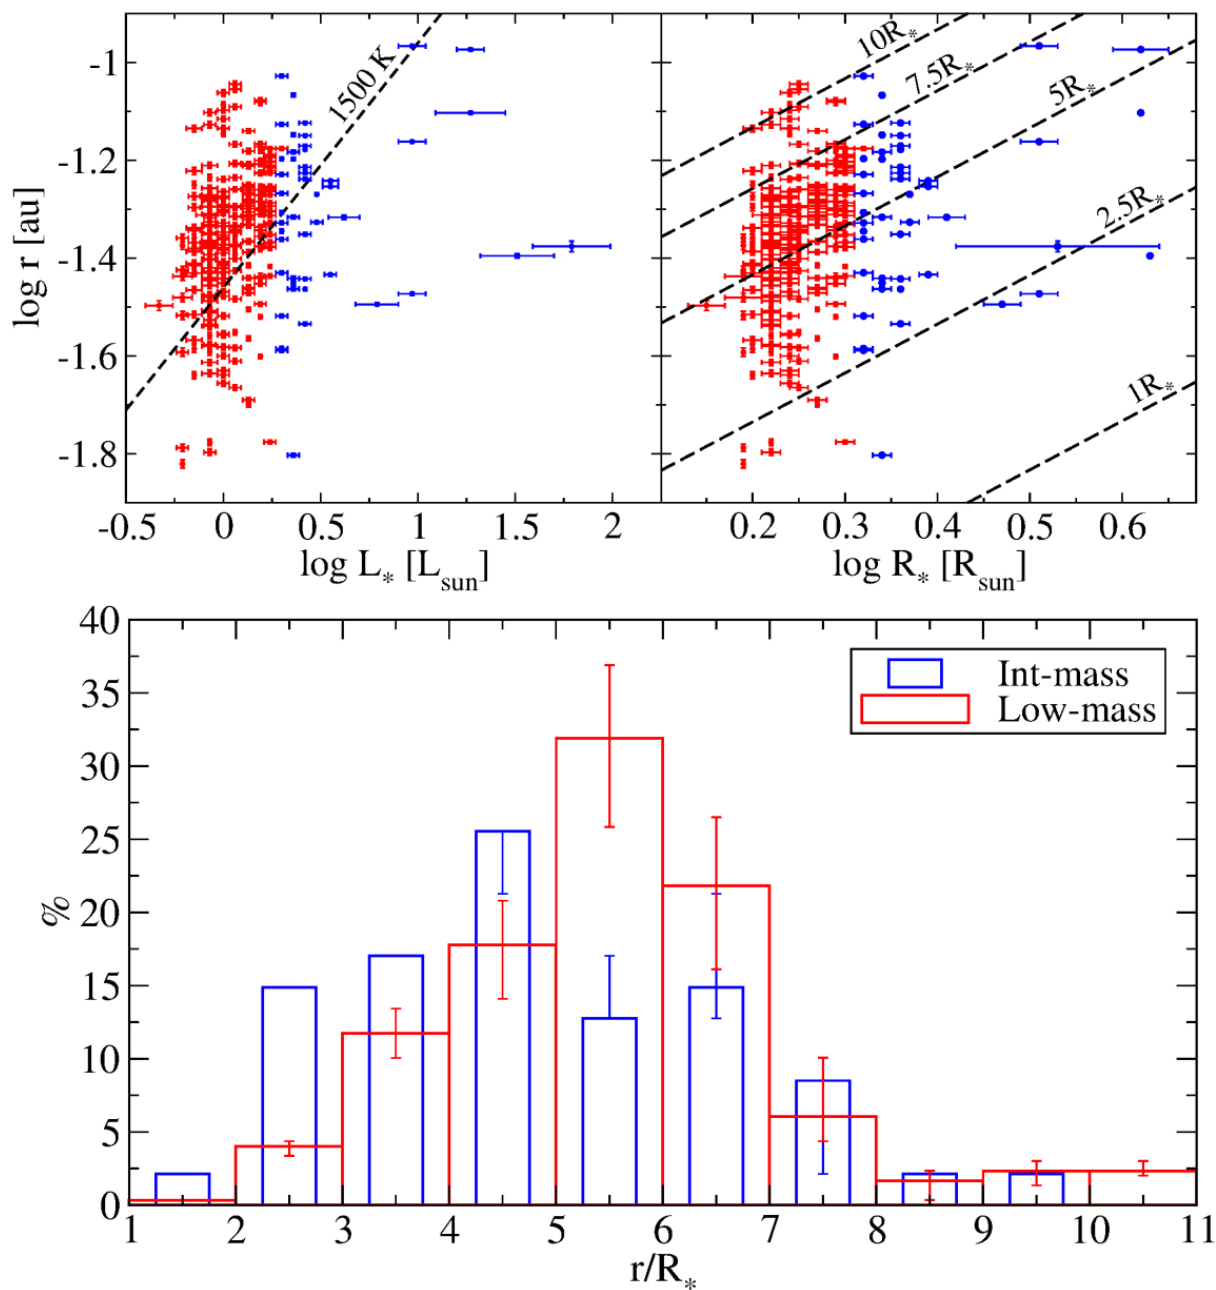 log r [au]
-1
-1.2
-1.4
-1.6
-1.8
1500 K
-0.5 0 0.5 1 1.5 2
log L* [Lsun]
10R*
7.5R*
5R*
2.5R*
1R*
0.2 0.3 0.4 0.5 0.6
log R* [Rsun]
%
40
35
30
25
20
15
10
5
0
Int-mass
Low-mass
1 2 3 4 5 6 7 8 9 10 11
r/R*